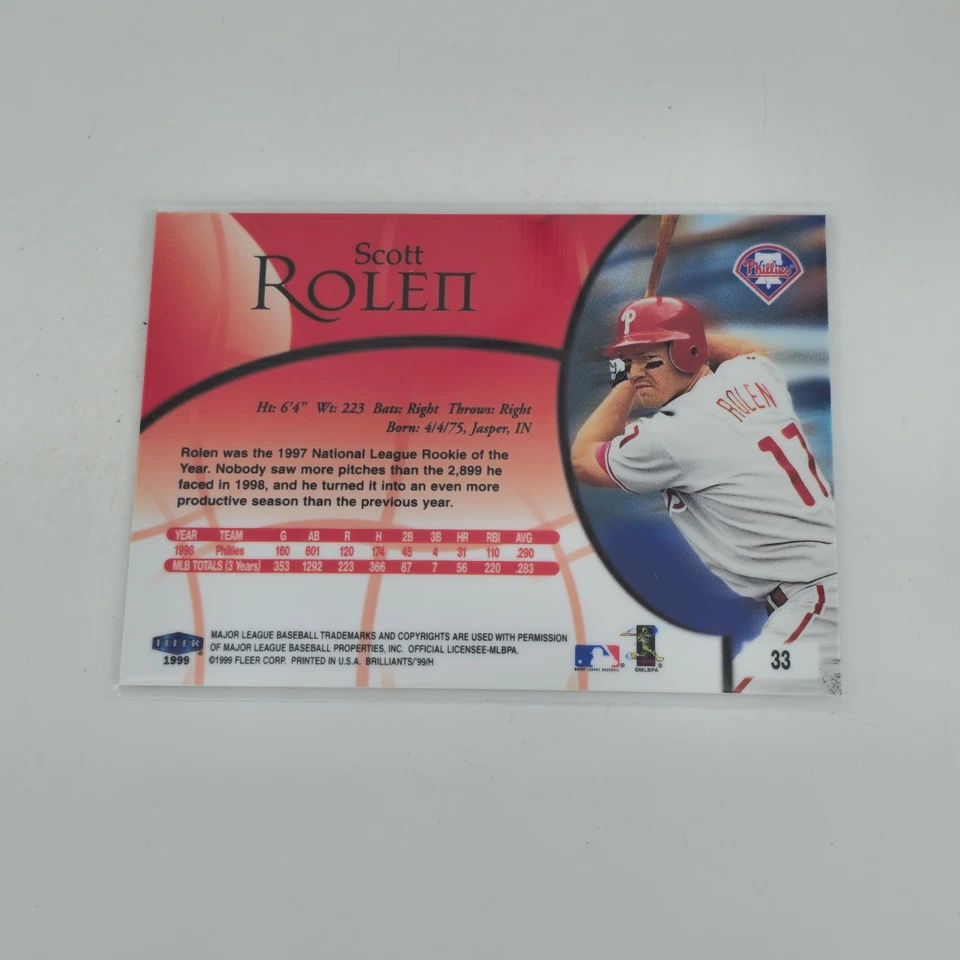 Scott
ROLEN
Phillies
P
ROLEN
17
Ht: 6'4" Wt: 223 Bats: Right Throws: Right
Born: 4/4/75, Jasper, IN
Rolen was the 1997 National League Rookie of the
Year. Nobody saw more pitches than the 2,899 he
faced in 1998, and he turned it into an even more
productive season than the previous year.
YEAR TEAM G AB R H 2B 3B HR RBI AVG
1998 Phillies 160 601 120 174 45 4 31 110 .290
MLB TOTALS (3 Years) 353 1292 223 366 87 7 56 220 .283
FLEER
1999
MAJOR LEAGUE BASEBALL TRADEMARKS AND COPYRIGHTS ARE USED WITH PERMISSION
OF MAJOR LEAGUE BASEBALL PROPERTIES, INC. OFFICIAL LICENSEE-MLBPA.
©1999 FLEER CORP. PRINTED IN U.S.A. BRILLIANTS/'99/H
MAJOR LEAGUE BASEBALL
©MLBPA
33